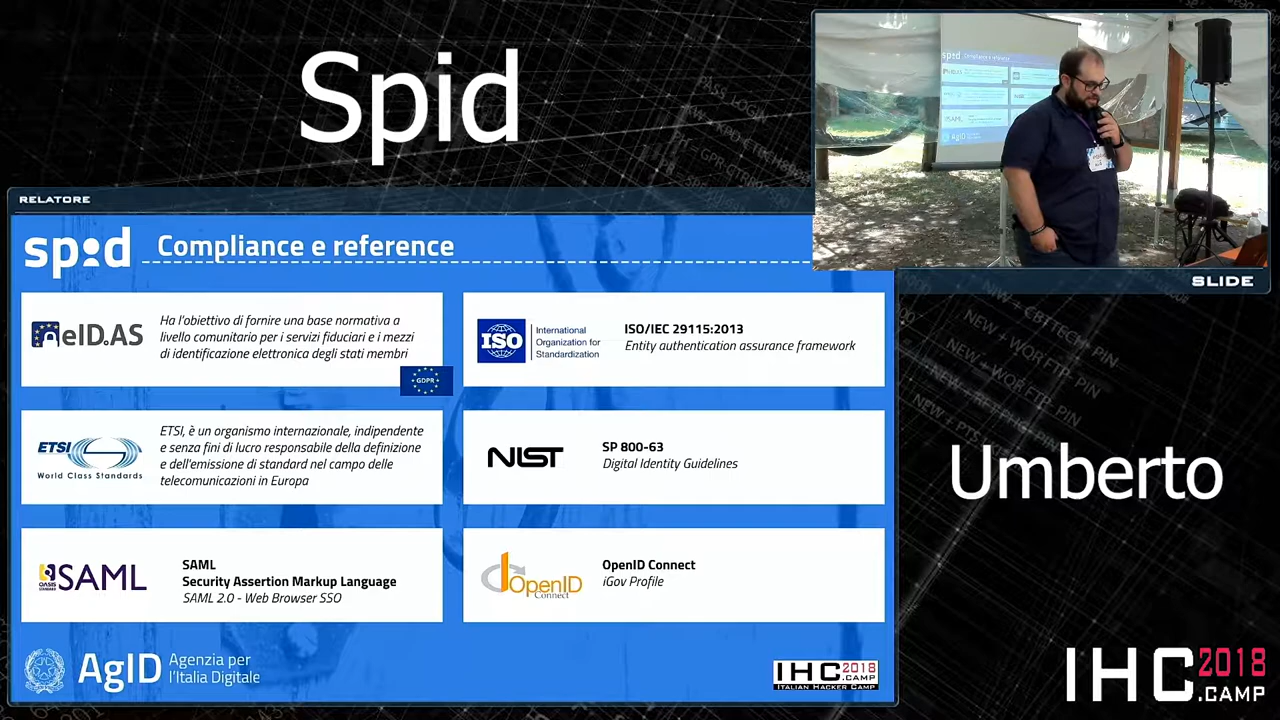 Spid
RELATORE
SLIDE
spid
Compliance e reference
eID.AS
Ha l'obiettivo di fornire una base normativa a
livello comunitario per i servizi fiduciari e i mezzi
di identificazione elettronica degli stati membri
GDPR
ISO
International
Organization for
Standardization
ISO/IEC 29115:2013
Entity authentication assurance framework
ETSI
World Class Standards
ETSI, è un organismo internazionale, indipendente
e senza fini di lucro responsabile della definizione
e dell'emissione di standard nel campo delle
telecomunicazioni in Europa
NIST
SP 800-63
Digital Identity Guidelines
OASIS
SAML
SAML
Security Assertion Markup Language
SAML 2.0 - Web Browser SSO
OpenID
Connect
OpenID Connect
iGov Profile
AgID
Agenzia per
l'Italia Digitale
IHC 2018
.CAMP
Italian Hacker Camp
Umberto
IHC 2018
.CAMP